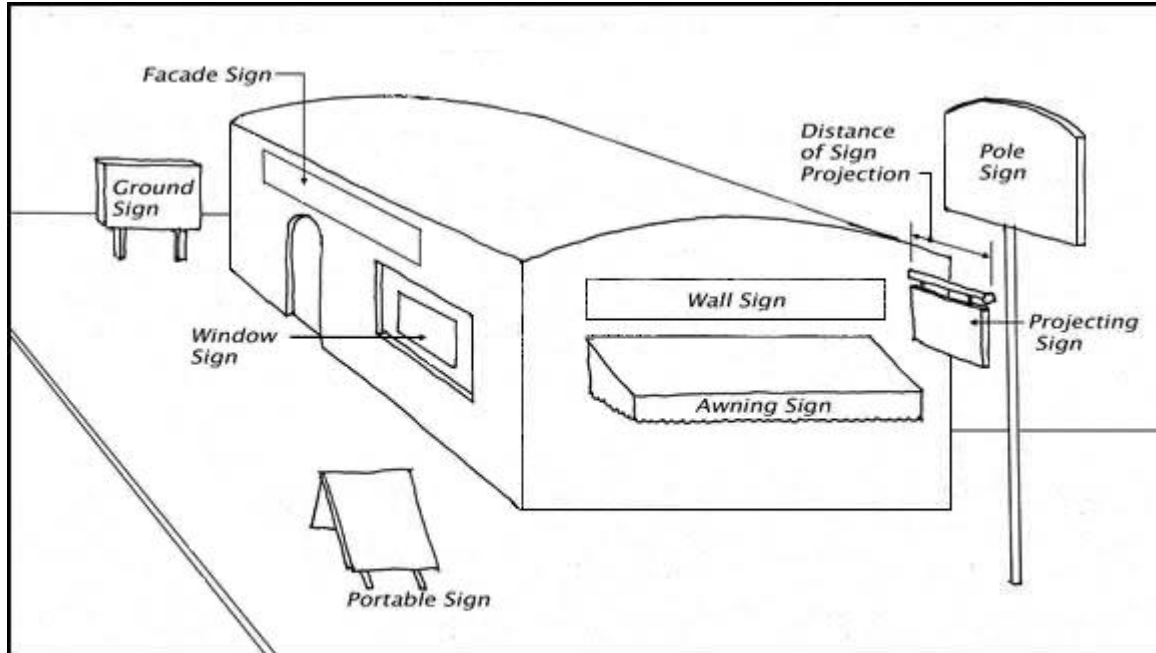 Facade Sign
Distance
of Sign
Projection
Pole
Sign
Ground
Sign
Wall Sign
Projecting
Sign
Window
Sign
Awning Sign
Portable Sign